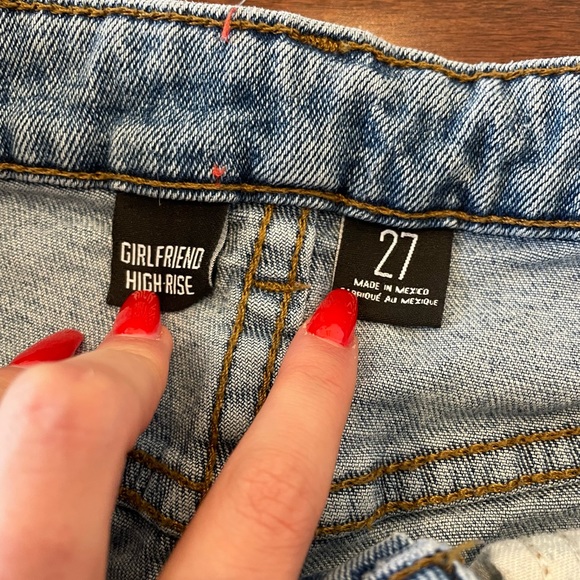 GIRLFRIEND
HIGH-RISE
27
MADE IN MEXICO
FABRIQUÉ AU MEXIQUE